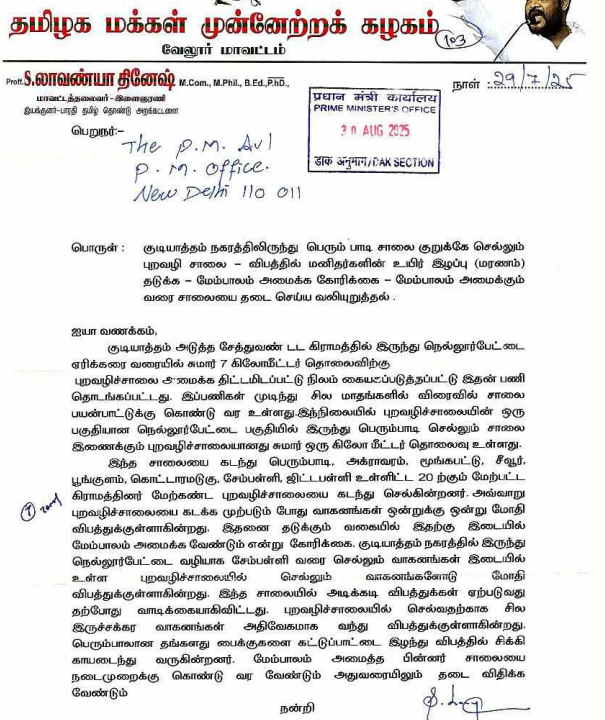 தமிழக மக்கள் முன்னேற்றக் கழகம்
103
வேலூர் மாவட்டம்
Prof. S.லாவண்யா தினேஷ் M.Com., M.Phil., B.Ed., P.hD.,
நாள் : 29/7/25
மாவட்டத்தலைவர் - இளைஞரணி
இயக்குனர்-பாரதி தமிழ் தொண்டு அறக்கட்டளை
प्रधान मंत्री कार्यालय
PRIME MINISTER'S OFFICE
30 AUG 2025
डाक अनुभाग/DAK SECTION
பெறுநர்:–
The P.M. Avl
P.M. Office.
New Delhi 110 011
பொருள் : குடியாத்தம் நகரத்திலிருந்து பெரும் பாடி சாலை குறுக்கே செல்லும்
புறவழி சாலை – விபத்தில் மனிதர்களின் உயிர் இழப்பு (மரணம்)
தடுக்க – மேம்பாலம் அமைக்க கோரிக்கை – மேம்பாலம் அமைக்கும்
வரை சாலையை தடை செய்ய வலியுறுத்தல் .
ஐயா வணக்கம்,
குடியாத்தம் அடுத்த சேத்துவண் டட கிராமத்தில் இருந்து நெல்லூர்பேட்டை
ஏரிக்கரை வரையில் சுமார் 7 கிலோமீட்டர் தொலைவிற்கு
புறவழிச்சாலை அமைக்க திட்டமிடப்பட்டு நிலம் கையகப்படுத்தப்பட்டு இதன் பணி
தொடங்கப்பட்டது. இப்பணிகள் முடிந்து சில மாதங்களில் விரைவில் சாலை
பயன்பாட்டுக்கு கொண்டு வர உள்ளது.இந்நிலையில் புறவழிச்சாலையின் ஒரு
பகுதியான நெல்லூர்பேட்டை பகுதியில் இருந்து பெரும்பாடி செல்லும் சாலை
இணைக்கும் புறவழிச்சாலையானது சுமார் ஒரு கிலோ மீட்டர் தொலைவு உள்ளது.
இந்த சாலையை கடந்து பெரும்பாடி, அக்ராவரம், மூங்கபட்டு, சீவூர்,
பூங்குளம், கொட்டாரமடுகு, சேம்பள்ளி, ஜிட்டபள்ளி உள்ளிட்ட 20 ற்கும் மேற்பட்ட
கிராமத்தினர் மேற்கண்ட புறவழிச்சாலையை கடந்து செல்கின்றனர். அவ்வாறு
புறவழிச்சாலையை கடக்க முற்படும் போது வாகனங்கள் ஒன்றுக்கு ஒன்று மோதி
விபத்துக்குள்ளாகின்றது. இதனை தடுக்கும் வகையில் இதற்கு இடையில்
மேம்பாலம் அமைக்க வேண்டும் என்று கோரிக்கை. குடியாத்தம் நகரத்தில் இருந்து
நெல்லூர்பேட்டை வழியாக சேம்பள்ளி வரை செல்லும் வாகனங்கள் இடையில்
உள்ள புறவழிச்சாலையில் செல்லும் வாகனங்களோடு மோதி
விபத்துக்குள்ளாகின்றது. இந்த சாலையில் அடிக்கடி விபத்துக்கள் ஏற்படுவது
தற்போது வாடிக்கையாகிவிட்டது. புறவழிச்சாலையில் செல்வதற்காக சில
இருச்சக்கர வாகனங்கள் அதிவேகமாக வந்து விபத்துக்குள்ளாகின்றது.
பெரும்பாலான தங்களது பைக்குகளை கட்டுப்பாட்டை இழந்து விபத்தில் சிக்கி
காயடைந்து வருகின்றனர். மேம்பாலம் அமைத்த பின்னர் சாலையை
நடைமுறைக்கு கொண்டு வர வேண்டும் அதுவரையிலும் தடை விதிக்க
வேண்டும்
நன்றி